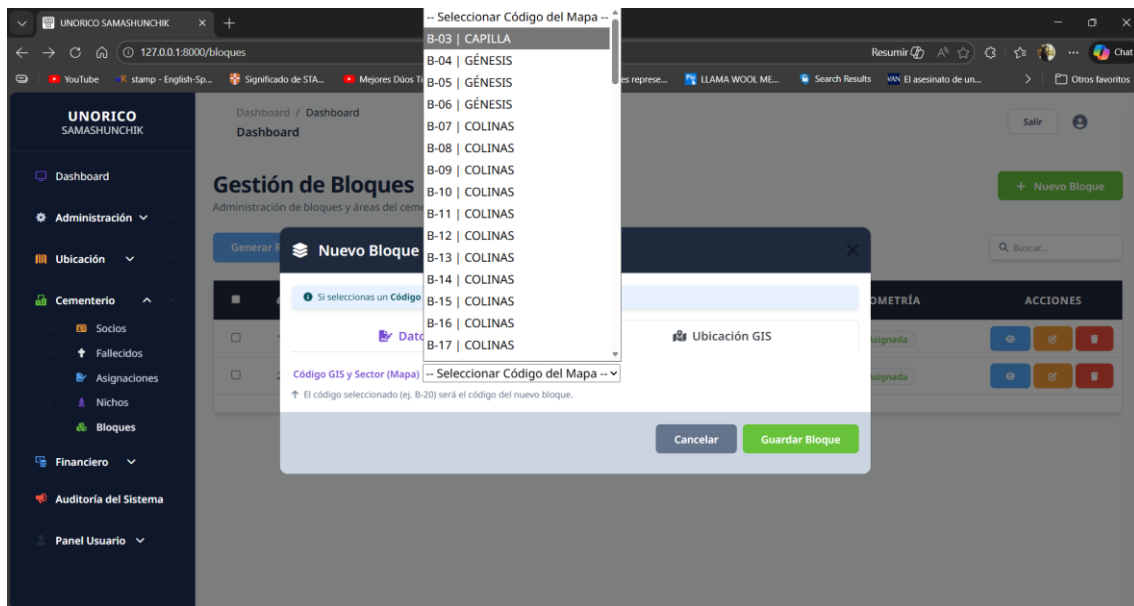 UNORICO SAMASHUNCHIK
-- Seleccionar Código del Mapa --
127.0.0.1:8000/bloques
Resumir
Chat
YouTube
stamp - English-Sp...
Significado de STA...
Mejores Dúos
es represe...
LLAMA WOOL ME...
Search Results
El asesinato de un...
Otros favoritos
UNORICO
SAMASHUNCHIK
Dashboard / Dashboard
Dashboard
Salir
Dashboard
Administración
Ubicación
Cementerio
Socios
Fallecidos
Asignaciones
Nichos
Bloques
Financiero
Auditoría del Sistema
Panel Usuario
Gestión de Bloques
Administración de bloques y áreas del
+ Nuevo Bloque
Generar
Buscar...
OMETRÍA
ACCIONES
signada
signada
B-03 | CAPILLA
B-04 | GÉNESIS
B-05 | GÉNESIS
B-06 | GÉNESIS
B-07 | COLINAS
B-08 | COLINAS
B-09 | COLINAS
B-10 | COLINAS
B-11 | COLINAS
B-12 | COLINAS
B-13 | COLINAS
B-14 | COLINAS
B-15 | COLINAS
B-16 | COLINAS
B-17 | COLINAS
Nuevo Bloque
Si seleccionas un Código
Dato
Ubicación GIS
Código GIS y Sector (Mapa)
-- Seleccionar Código del Mapa --
El código seleccionado (ej. B-20) será el código del nuevo bloque.
Cancelar
Guardar Bloque